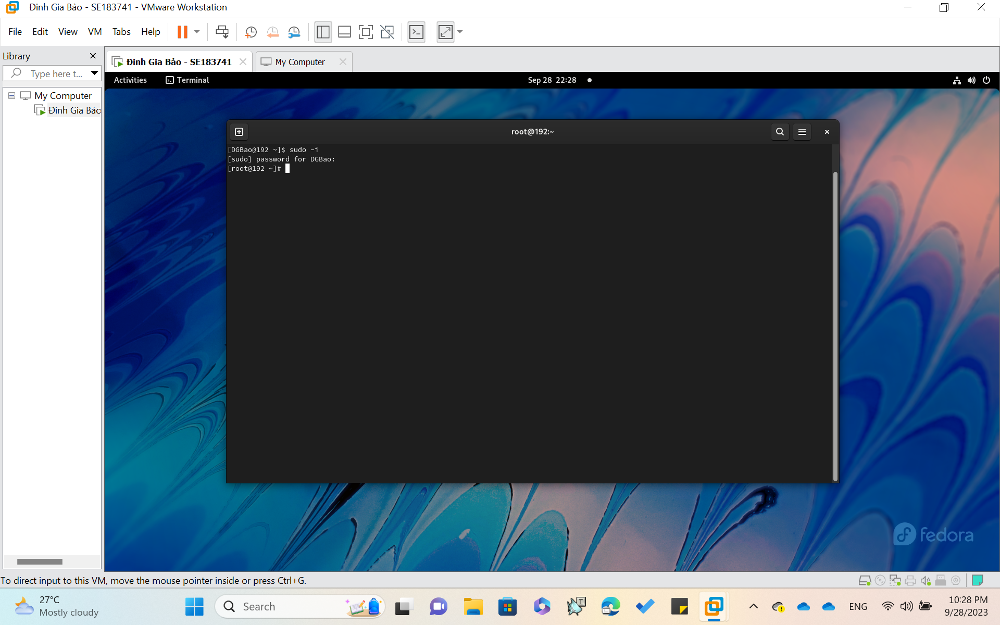 Đinh Gia Bảo - SE183741 - VMware Workstation
File Edit View VM Tabs Help
Library
Type here t...
My Computer
Đinh Gia Bảo
Đinh Gia Bảo - SE183741
My Computer
Activities Terminal Sep 28 22:28
root@192:~
[DGBao@192 ~]$ sudo -i
[sudo] password for DGBao:
[root@192 ~]#
fedora
To direct input to this VM, move the mouse pointer inside or press Ctrl+G.
27°C
Mostly cloudy
Search
T
ENG
10:28 PM
9/28/2023